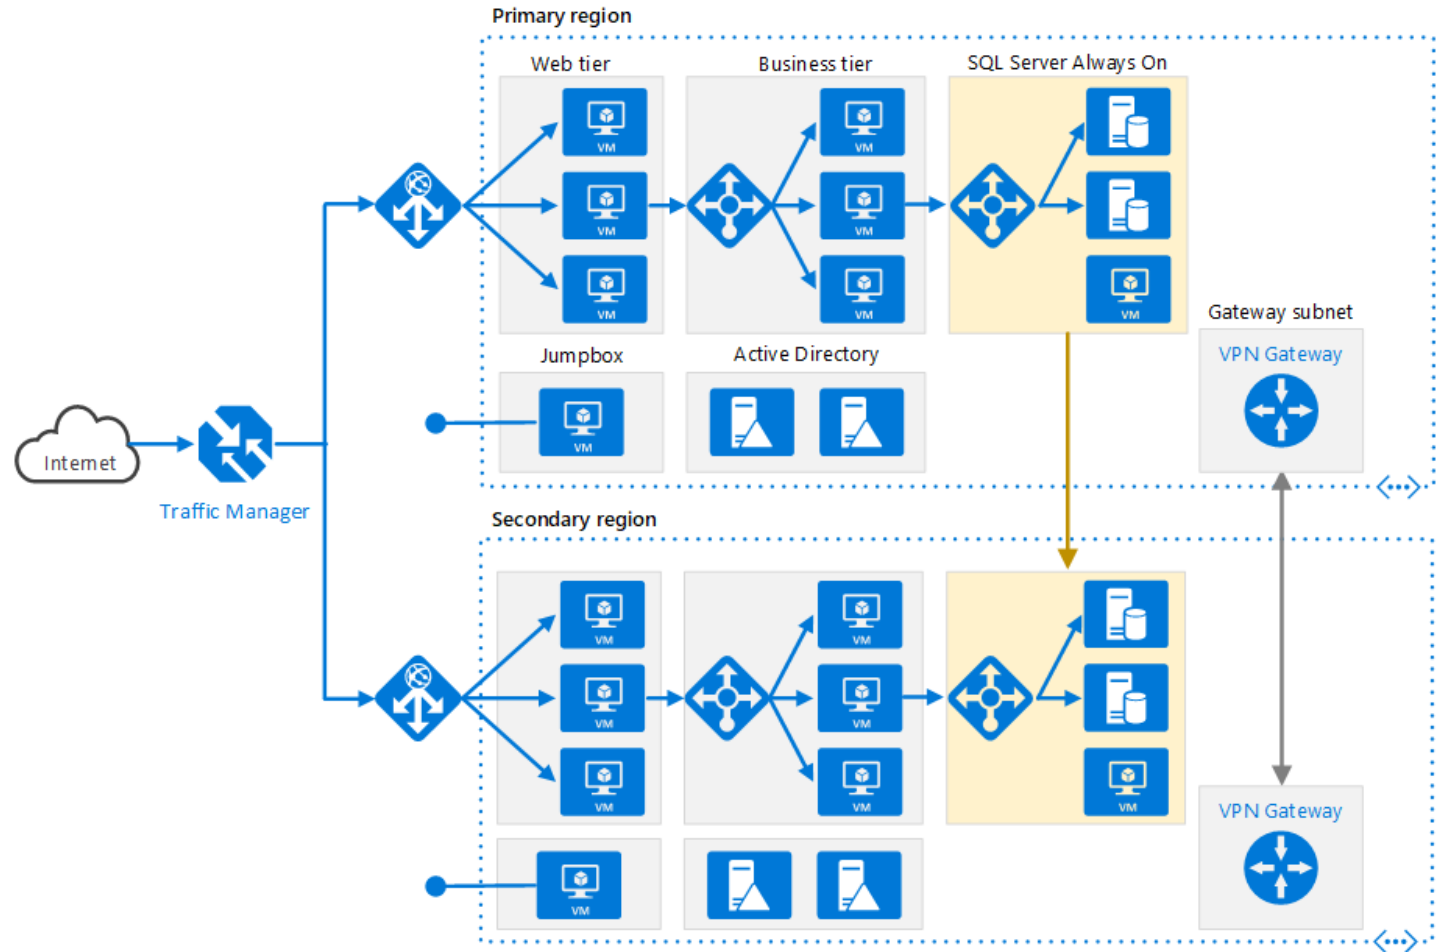 Primary region
Web tier
Business tier
SQL Server Always On
VM
VM
VM
VM
VM
VM
VM
Gateway subnet
VPN Gateway
Jumpbox
Active Directory
VM
Internet
Traffic Manager
Secondary region
VM
VM
VM
VM
VM
VM
VM
VPN Gateway
VM